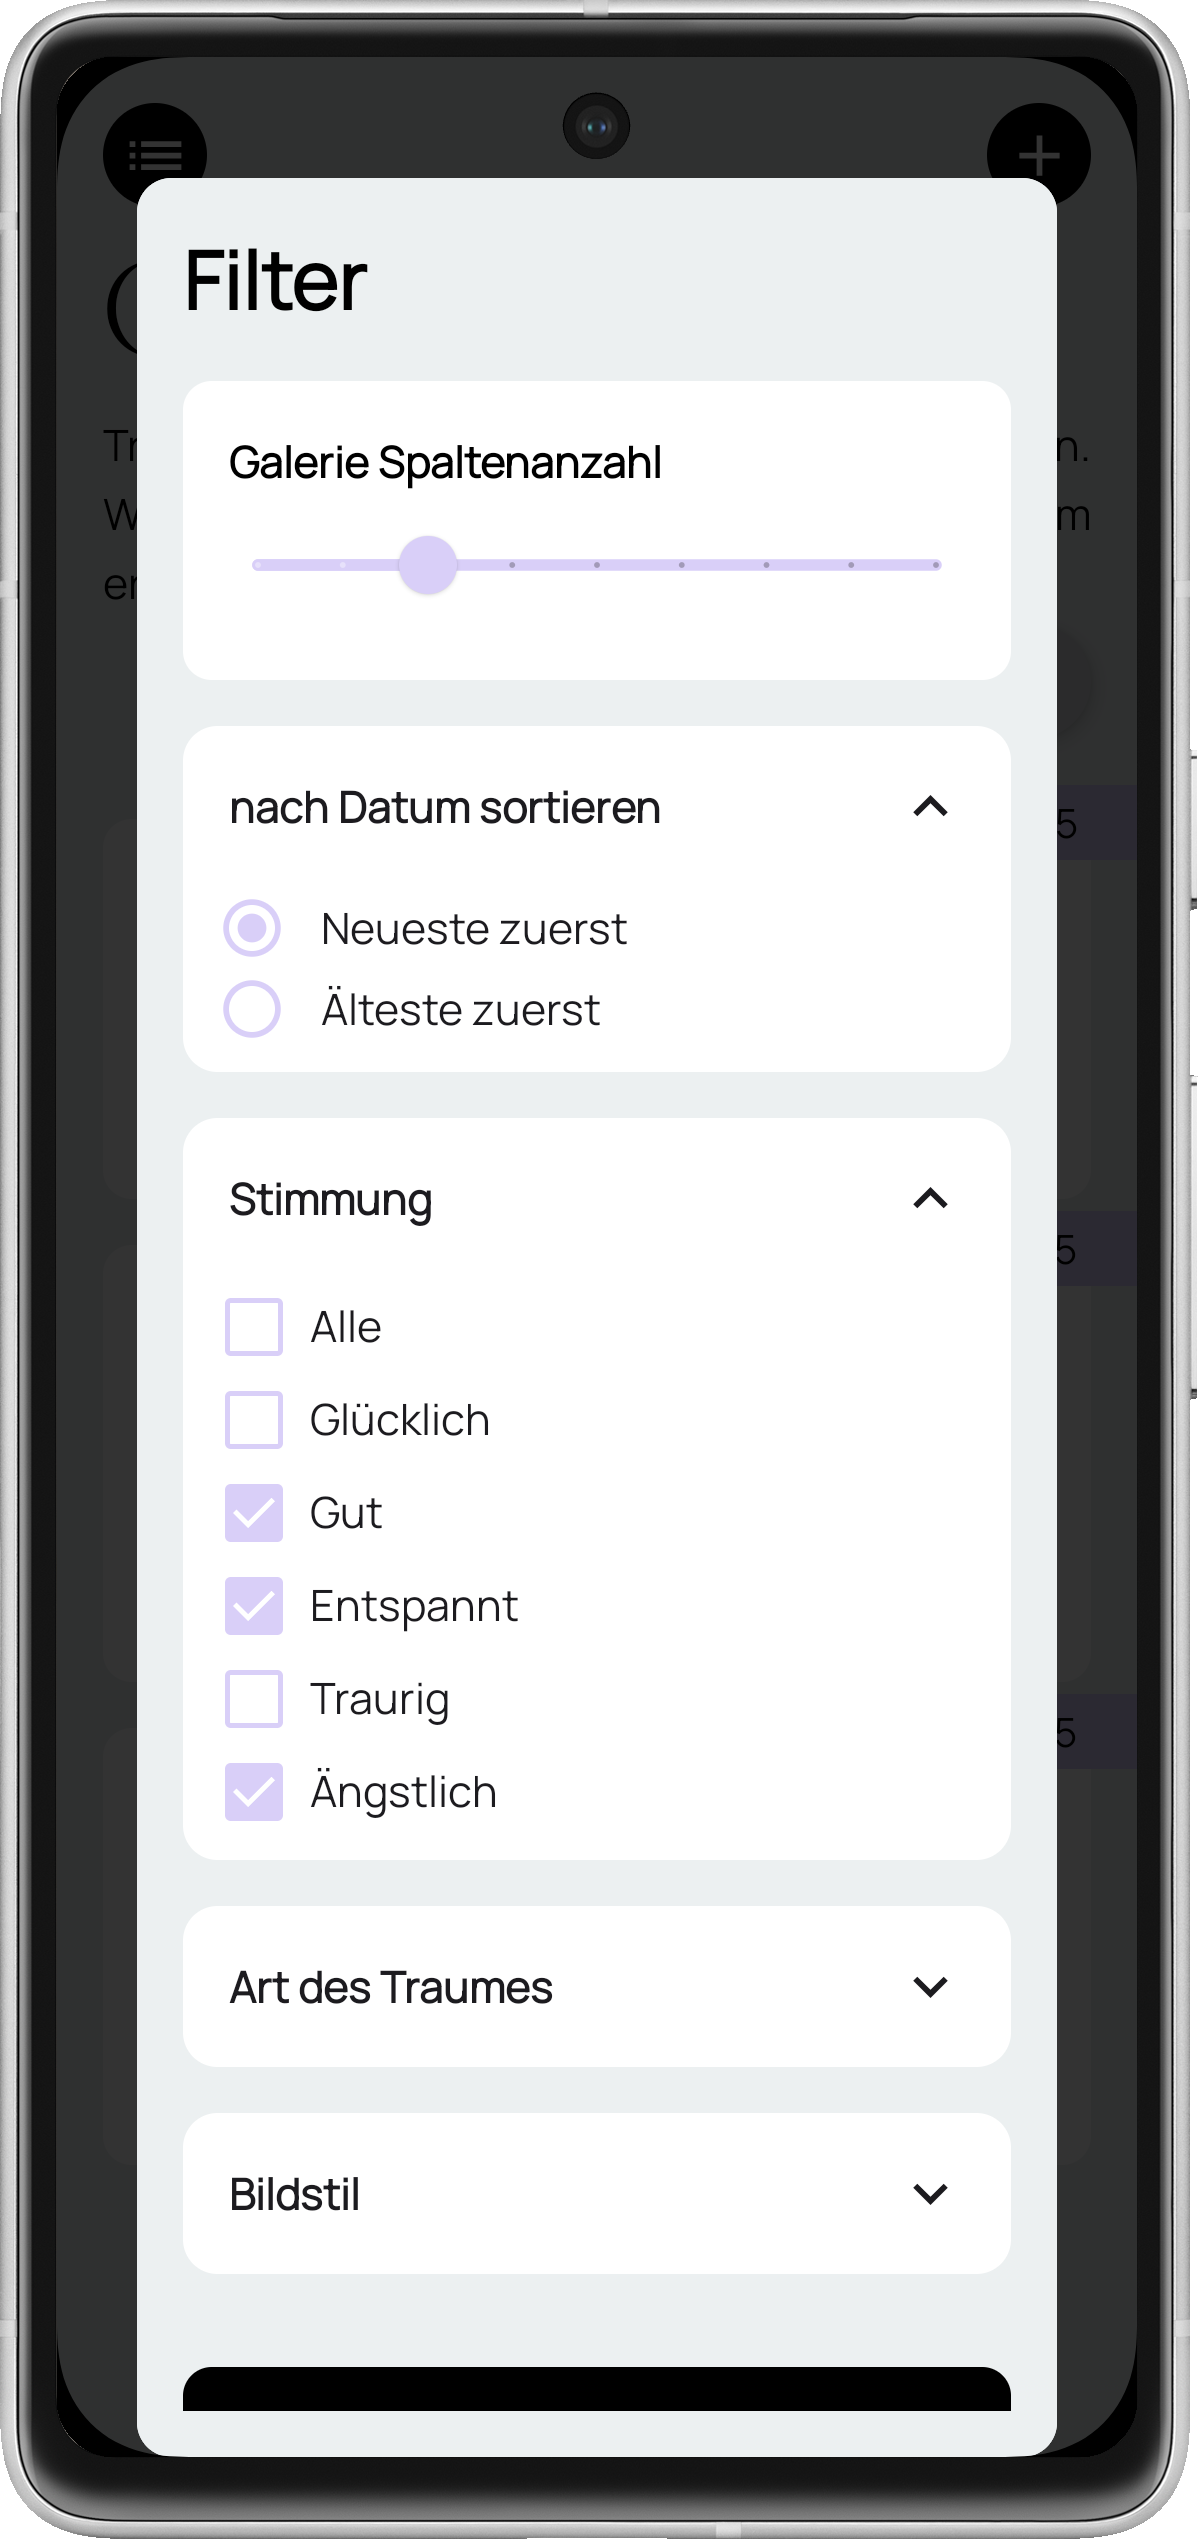 Filter
Galerie Spaltenanzahl
nach Datum sortieren
Neueste zuerst
Älteste zuerst
Stimmung
Alle
Glücklich
Gut
Entspannt
Traurig
Ängstlich
Art des Traumes
Bildstil